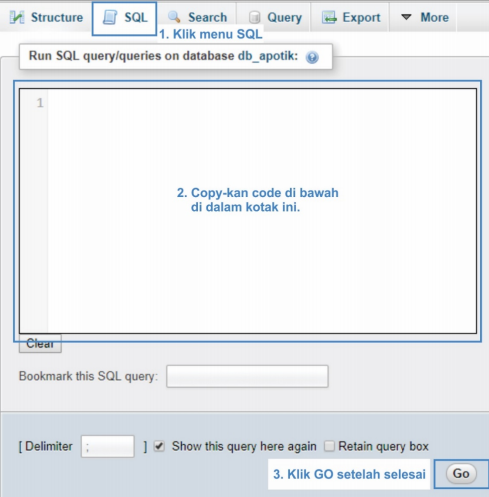 Structure SQL Search Query Export More
1. Klik menu SQL
Run SQL query/queries on database db_apotik:
1
2. Copy-kan code di bawah
di dalam kotak ini.
Clear
Bookmark this SQL query:
[ Delimiter ; ] Show this query here again Retain query box
3. Klik GO setelah selesai Go